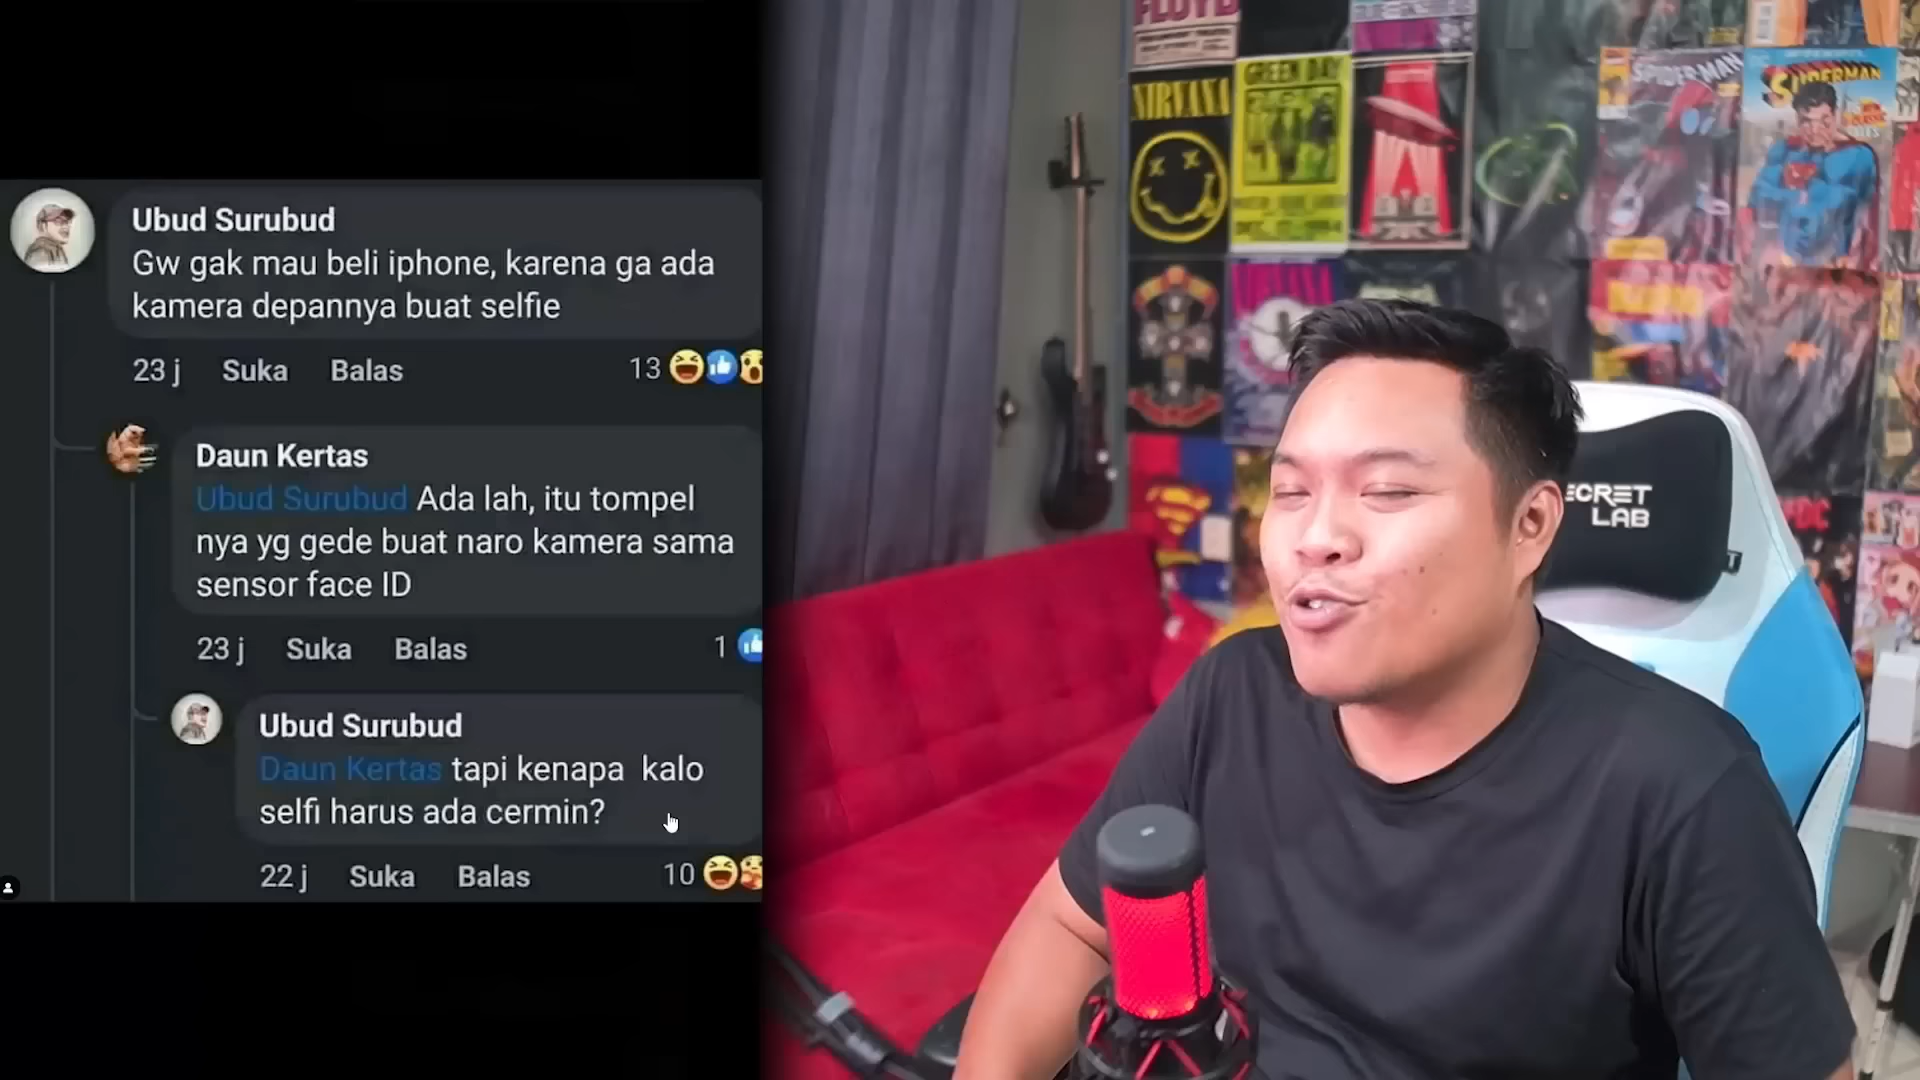 Ubud Surubud
Gw gak mau beli iphone, karena ga ada
kamera depannya buat selfie
23 j Suka Balas 13
Daun Kertas
Ubud Surubud Ada lah, itu tompel
nya yg gede buat naro kamera sama
sensor face ID
23 j Suka Balas 1
Ubud Surubud
Daun Kertas tapi kenapa  kalo
selfi harus ada cermin?
22 j Suka Balas 10
FLOYD
NIRVANA
GREEN DAY
SPIDER-MAN
SUPERMAN
NIRVANA
ECRET
LAB